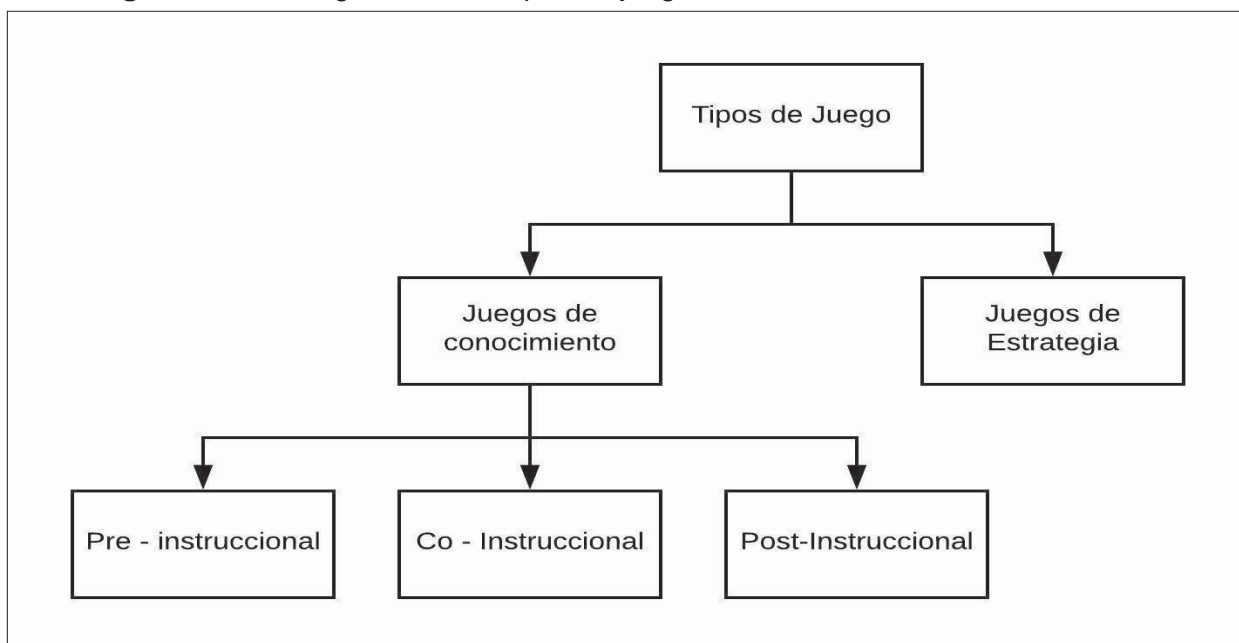 Tipos de Juego
Juegos de
conocimiento
Juegos de
Estrategia
Pre - instruccional
Co - Instruccional
Post-Instruccional